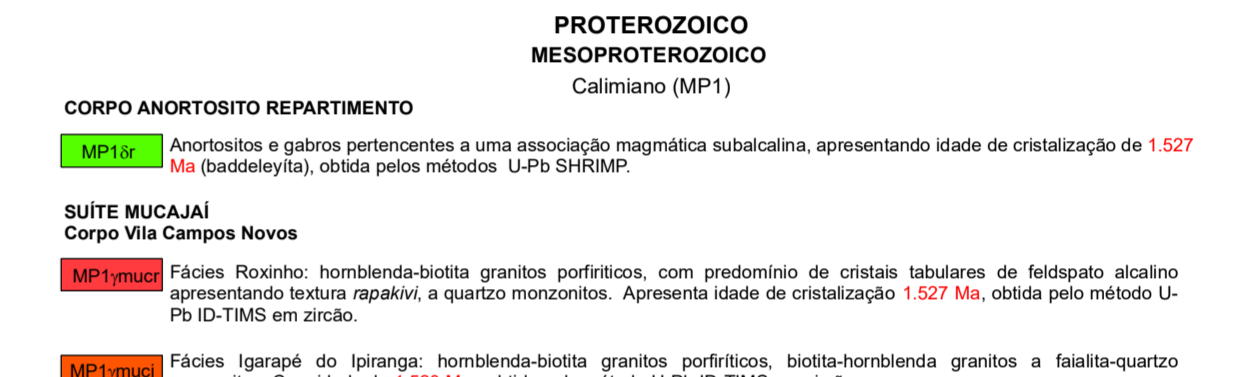 PROTEROZOICO
MESOPROTEROZOICO
Calimiano (MP1)
CORPO ANORTOSITO REPARTIMENTO
MP1δr
Anortositos e gabros pertencentes a uma associação magmática subalcalina, apresentando idade de cristalização de 1.527
Ma (baddeleyíta), obtida pelos métodos U-Pb SHRIMP.
SUÍTE MUCAJAÍ
Corpo Vila Campos Novos
MP1γmucr
Fácies Roxinho: hornblenda-biotita granitos porfiriticos, com predomínio de cristais tabulares de feldspato alcalino
apresentando textura rapakivi, a quartzo monzonitos. Apresenta idade de cristalização 1.527 Ma, obtida pelo método U-
Pb ID-TIMS em zircão.
MP1γmuci
Fácies Igarapé do Ipiranga: hornblenda-biotita granitos porfiríticos, biotita-hornblenda granitos a faialita-quartzo